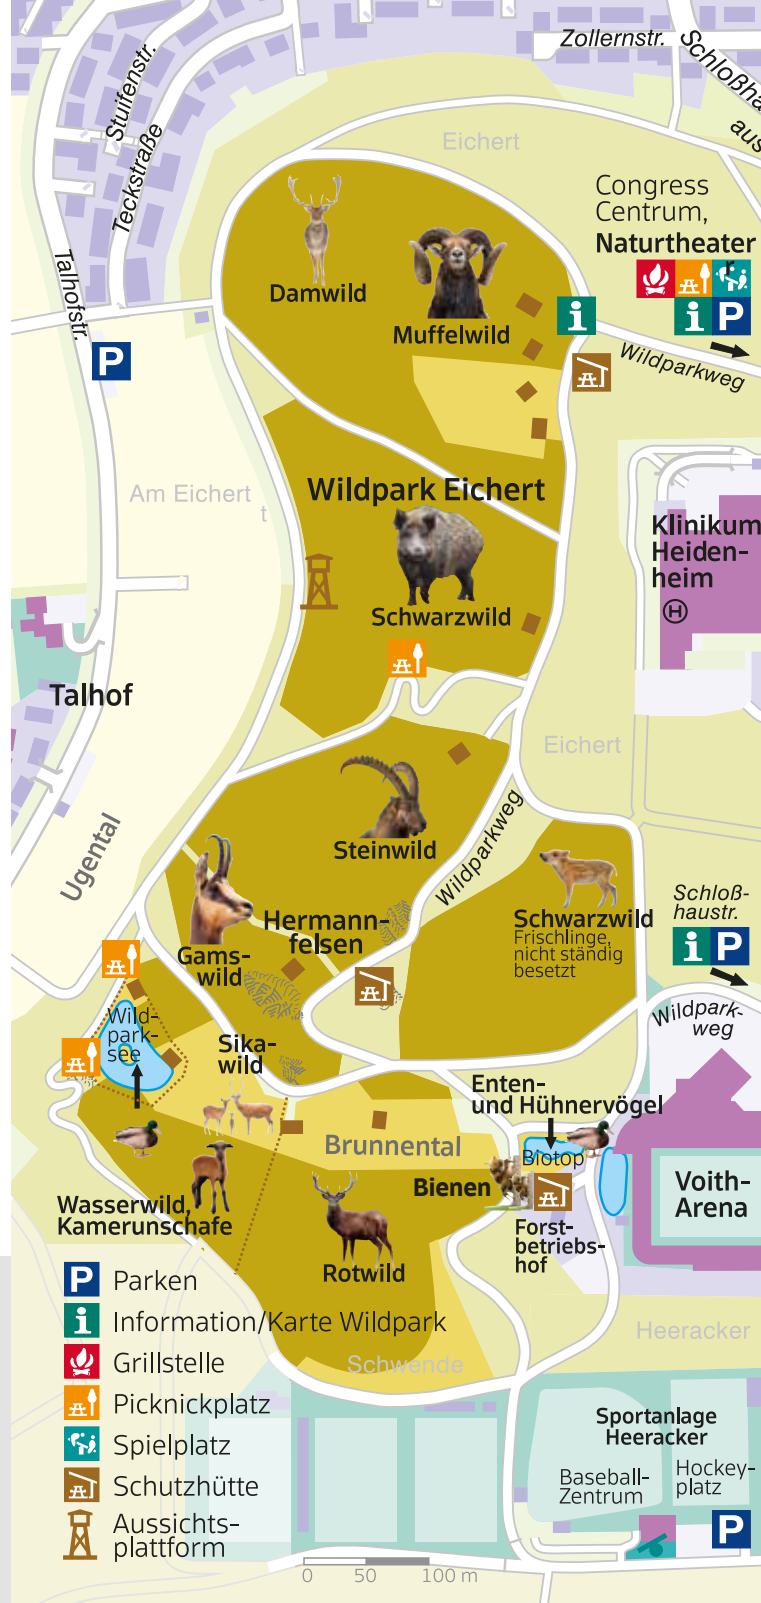 Zollernstr.
Schloßha
aus
Stuifenstr.
Teckstraße
Talhofstr.
Eichert
Congress
Centrum,
Naturtheater
r
i P
Wildparkweg
Damwild
Muffelwild
i
P
Am Eichert
t
Wildpark Eichert
Klinikum
Heiden-
heim
H
Schwarzwild
Talhof
Eichert
Ugental
Steinwild
Wildparkweg
Schwarzwild
Frischlinge,
nicht ständig
besetzt
Schloß-
haustr.
i P
Wildpark-
weg
Hermann-
felsen
Gams-
wild
Wild-
park-
see
Sika-
wild
Enten-
und Hühnervögel
Brunnental
Biotop
Bienen
Voith-
Arena
Wasserwild,
Kamerunschafe
Forst-
betriebs-
hof
Rotwild
Heeracker
Schwende
P Parken
i Information/Karte Wildpark
Grillstelle
Picknickplatz
Spielplatz
Schutzhütte
Aussichts-
plattform
Sportanlage
Heeracker
Baseball-
Zentrum
Hockey-
platz
P
0 50 100 m